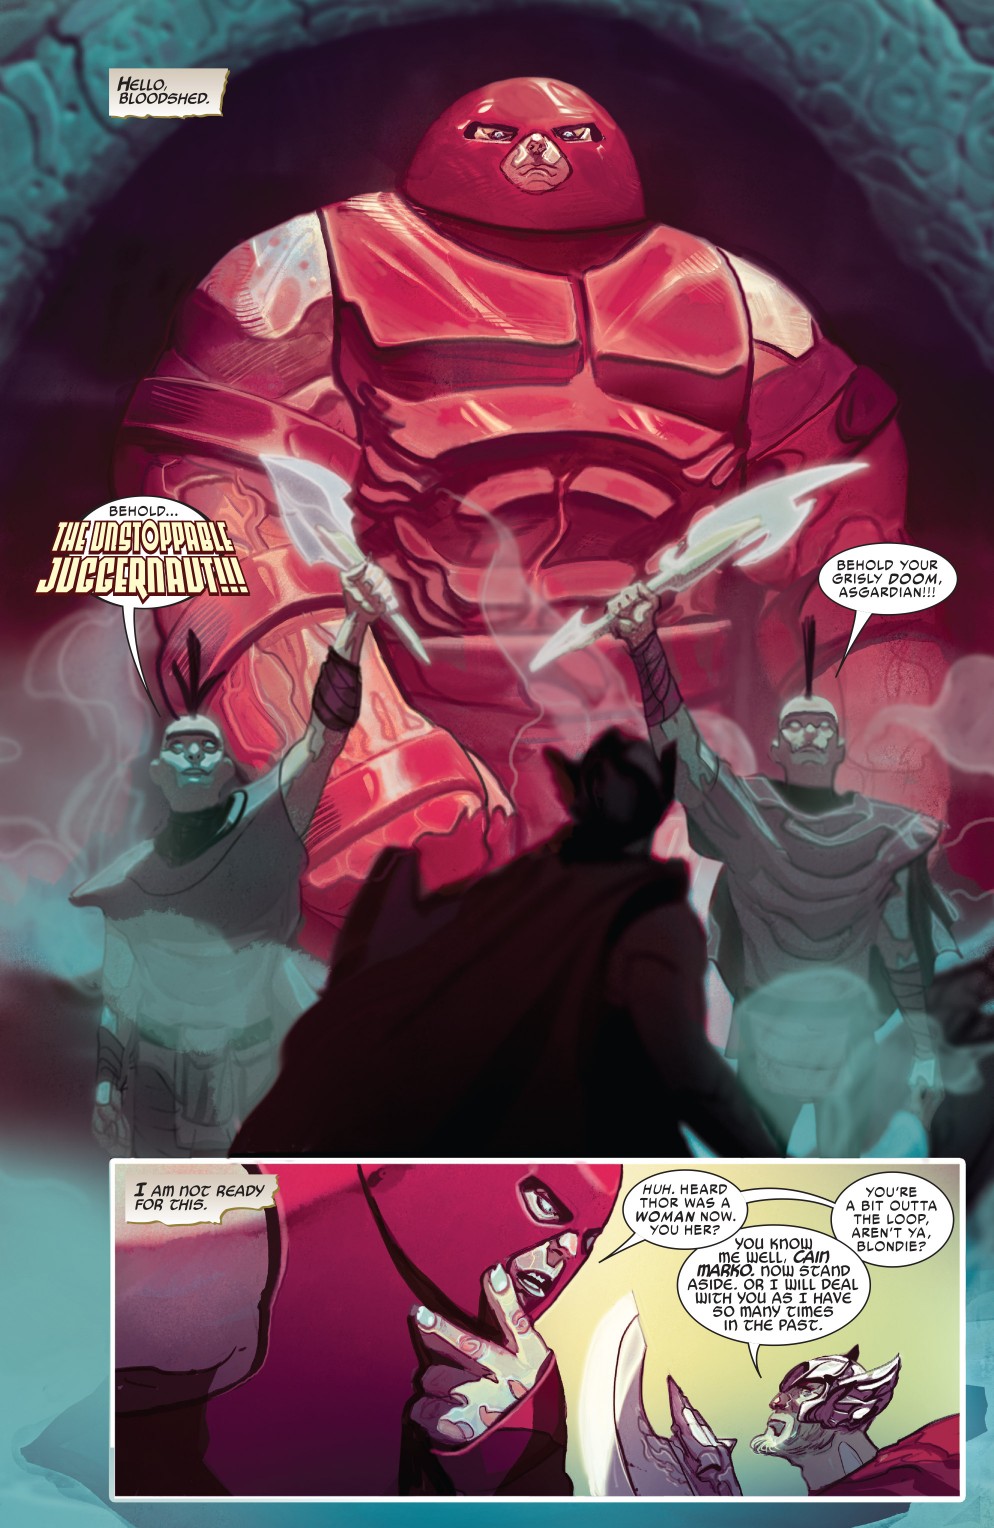 HELLO,
BLOODSHED.
BEHOLD...
THE UNSTOPPABLE
JUGGERNAUT!!!
BEHOLD YOUR
GRISLY DOOM,
ASGARDIAN!!!
I AM NOT READY
FOR THIS.
HUH. HEARD
THOR WAS A
WOMAN NOW.
YOU HER?
YOU'RE
A BIT OUTTA
THE LOOP,
AREN'T YA,
BLONDIE?
YOU KNOW
ME WELL, CAIN
MARKO. NOW STAND
ASIDE. OR I WILL DEAL
WITH YOU AS I HAVE
SO MANY TIMES
IN THE PAST.